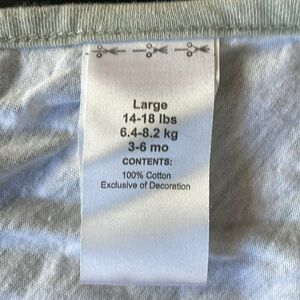 Large
14-18 lbs
6.4-8.2 kg
3-6 mo
CONTENTS:
100% Cotton
Exclusive of Decoration